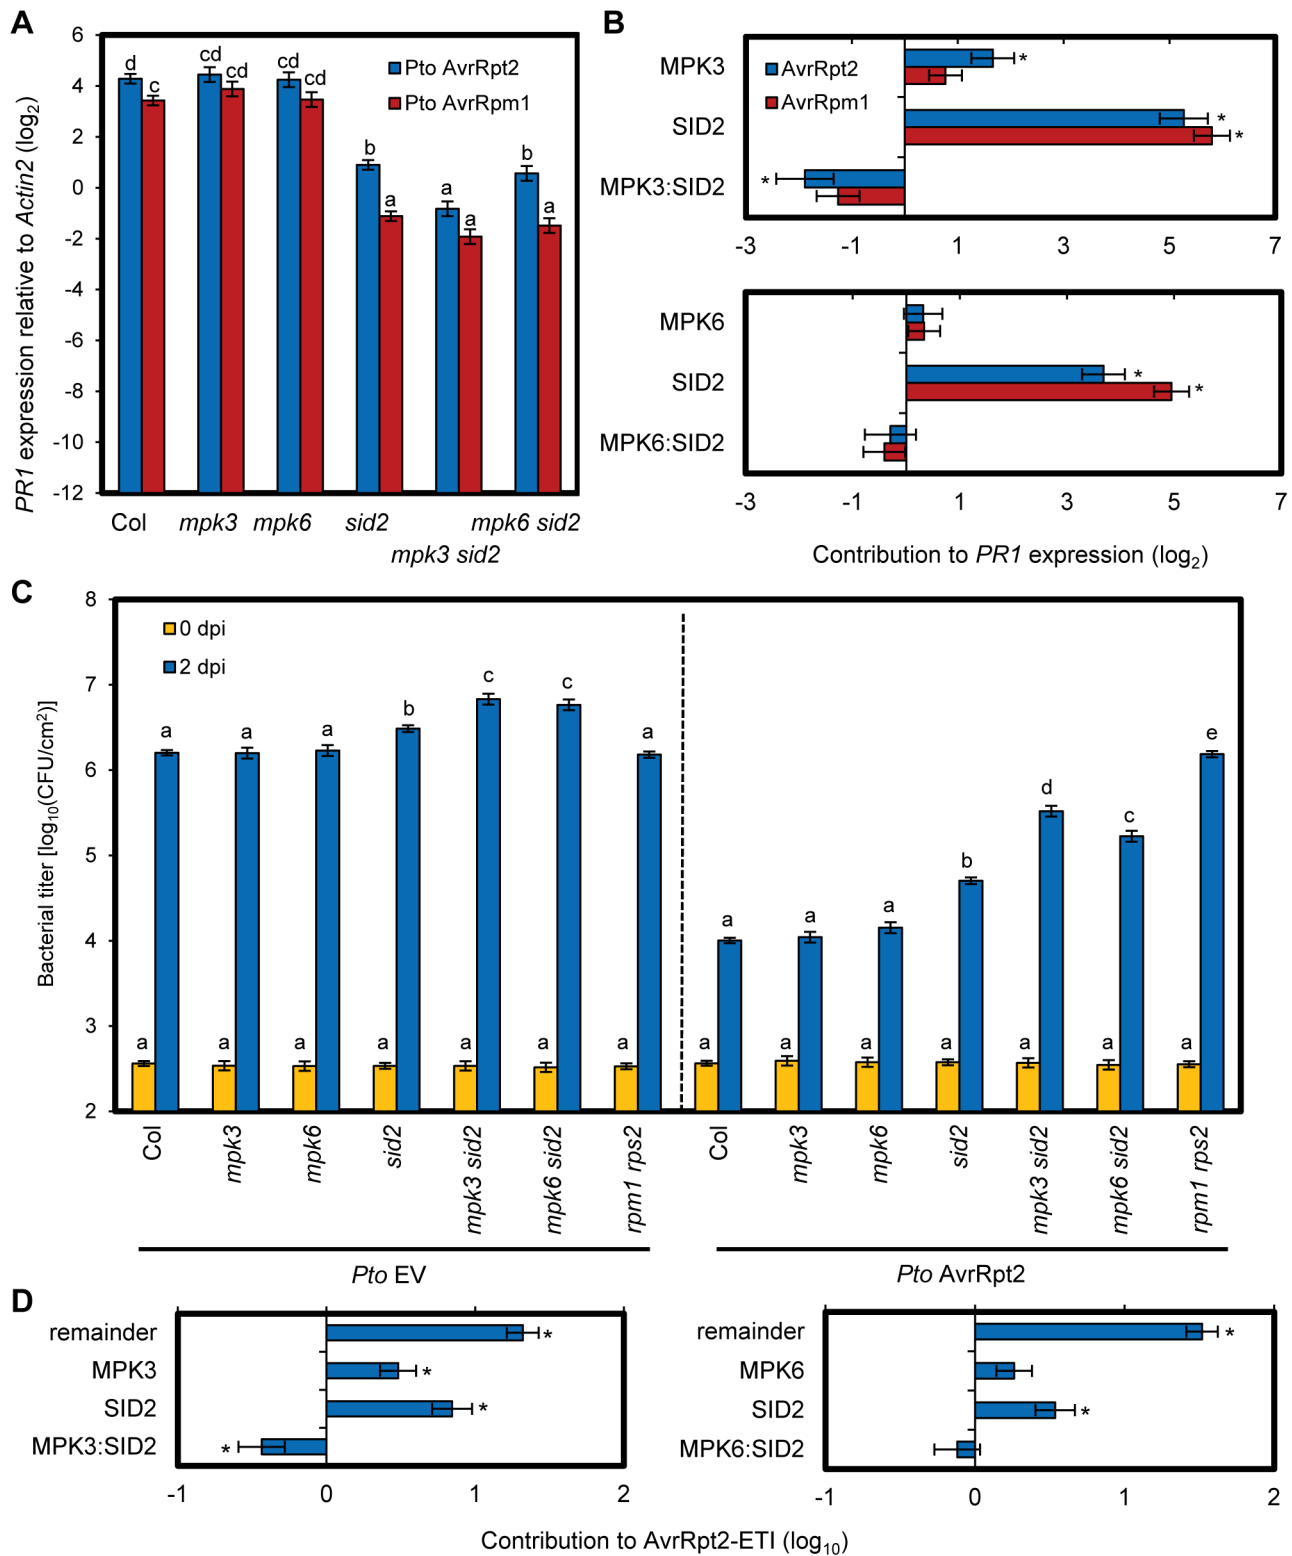 A
PR1 expression relative to Actin2 (log2)
6
4
2
0
-2
-4
-6
-8
-10
-12
Pto AvrRpt2
Pto AvrRpm1
d
c
cd
cd
cd
cd
b
a
a
a
b
a
Col mpk3 mpk6 sid2 mpk6 sid2
mpk3 sid2
B
AvrRpt2
AvrRpm1
MPK3
SID2
MPK3:SID2
*
*
*
*
-3 -1 1 3 5 7
MPK6
SID2
MPK6:SID2
*
*
-3 -1 1 3 5 7
Contribution to PR1 expression (log2)
C
Bacterial titer [log10(CFU/cm2)]
8
7
6
5
4
3
2
0 dpi
2 dpi
a a a b c c a
a a a a a a a
a a a b d c e
a a a a a a a
Col mpk3 mpk6 sid2 mpk3 sid2 mpk6 sid2 rpm1 rps2
Col mpk3 mpk6 sid2 mpk3 sid2 mpk6 sid2 rpm1 rps2
Pto EV
Pto AvrRpt2
D
remainder *
MPK3 *
SID2 *
MPK3:SID2 *
-1 0 1 2
remainder *
MPK6
SID2 *
MPK6:SID2
-1 0 1 2
Contribution to AvrRpt2-ETI (log10)